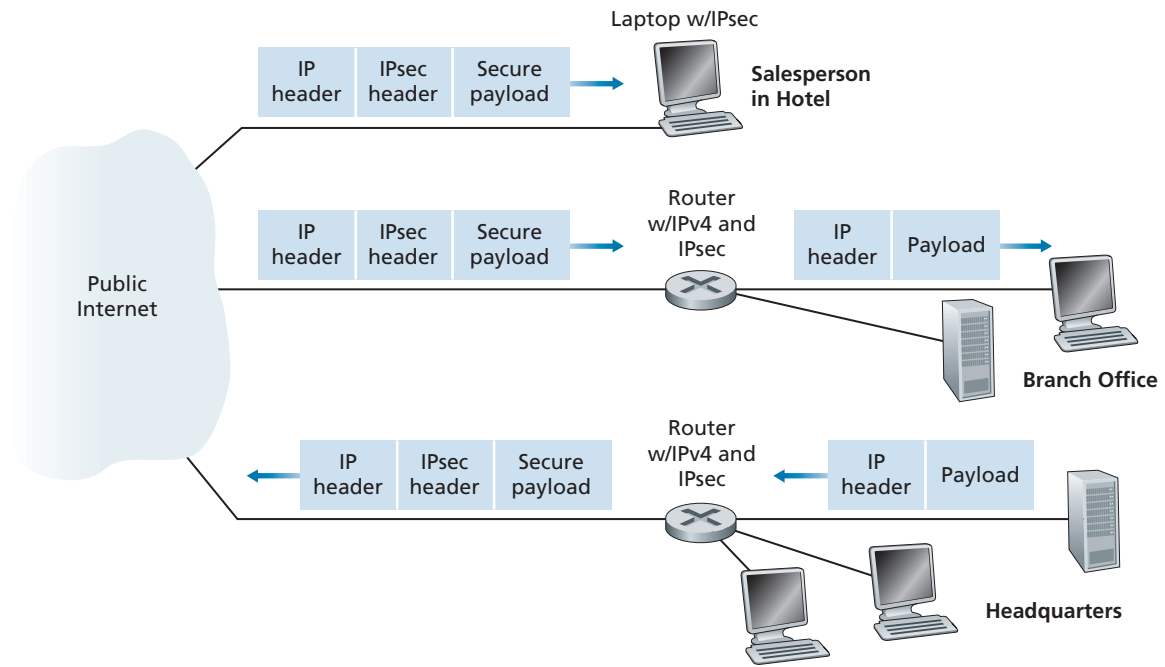 Laptop w/IPsec
IP
header
IPsec
header
Secure
payload
Salesperson
in Hotel
Public
Internet
IP
header
IPsec
header
Secure
payload
Router
w/IPv4 and
IPsec
IP
header
Payload
Branch Office
IP
header
IPsec
header
Secure
payload
Router
w/IPv4 and
IPsec
IP
header
Payload
Headquarters